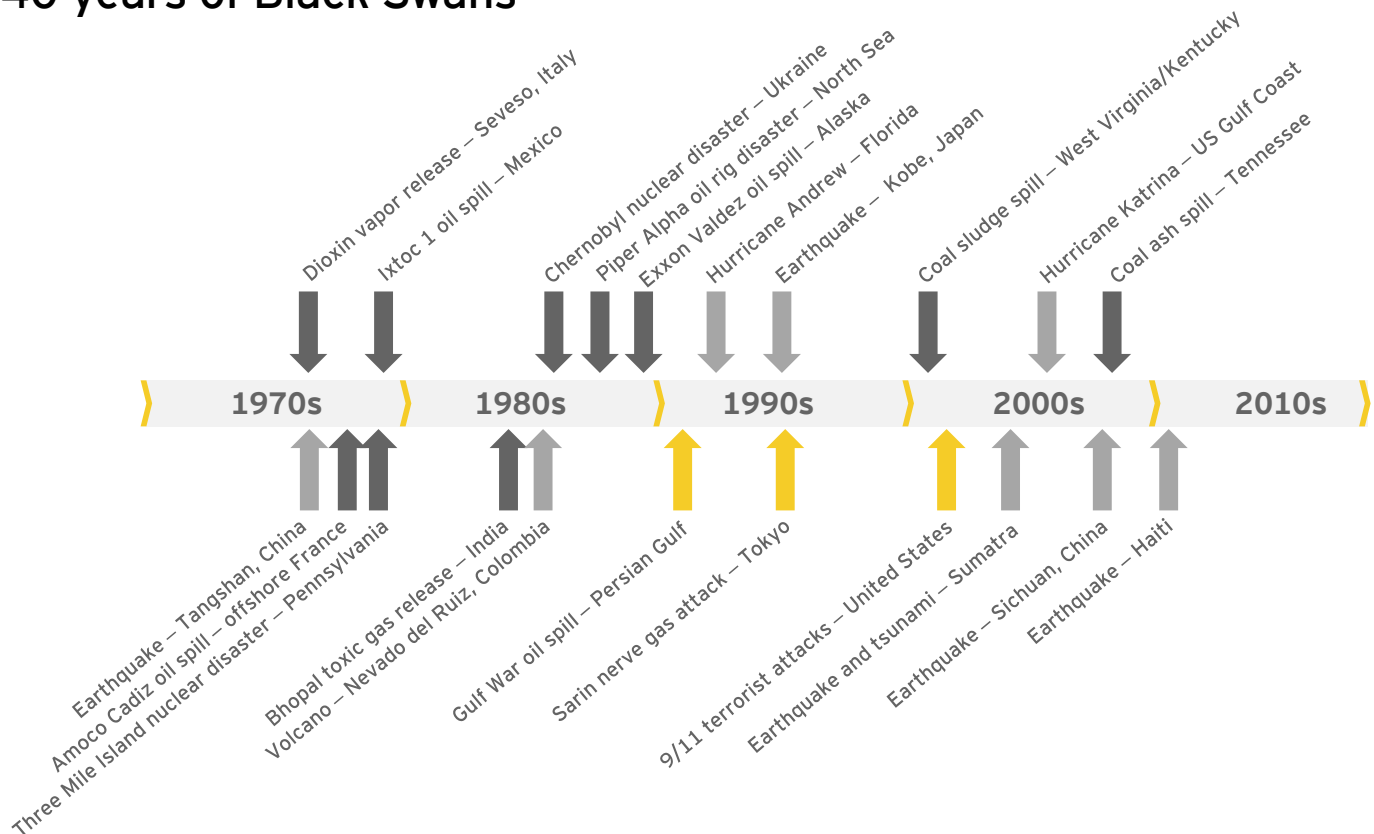 40 years of Black Swans
Dioxin vapor release – Seveso, Italy
Ixtoc 1 oil spill – Mexico
Chernobyl nuclear disaster – Ukraine
Piper Alpha oil rig disaster – North Sea
Exxon Valdez oil spill – Alaska
Hurricane Andrew – Florida
Earthquake – Kobe, Japan
Coal sludge spill – West Virginia/Kentucky
Hurricane Katrina – US Gulf Coast
Coal ash spill – Tennessee
1970s
1980s
1990s
2000s
2010s
Earthquake – Tangshan, China
Amoco Cadiz oil spill – offshore France
Three Mile Island nuclear disaster – Pennsylvania
Bhopal toxic gas release – India
Volcano – Nevado del Ruiz, Colombia
Gulf War oil spill – Persian Gulf
Sarin nerve gas attack – Tokyo
9/11 terrorist attacks – United States
Earthquake and tsunami – Sumatra
Earthquake – Sichuan, China
Earthquake – Haiti